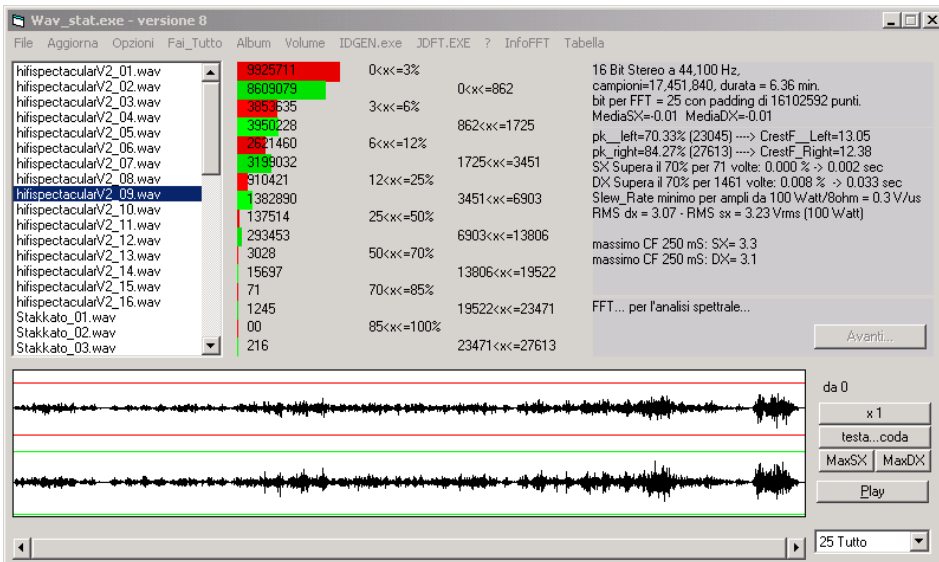 Wav_stat.exe - versione 8
File Aggiorna Opzioni Fai_Tutto Album Volume IDGEN.exe JDFT.EXE ? InfoFFT Tabella
hifispectacularV2_01.wav
hifispectacularV2_02.wav
hifispectacularV2_03.wav
hifispectacularV2_04.wav
hifispectacularV2_05.wav
hifispectacularV2_06.wav
hifispectacularV2_07.wav
hifispectacularV2_08.wav
hifispectacularV2_09.wav
hifispectacularV2_10.wav
hifispectacularV2_11.wav
hifispectacularV2_12.wav
hifispectacularV2_13.wav
hifispectacularV2_14.wav
hifispectacularV2_15.wav
hifispectacularV2_16.wav
Stakkato_01.wav
Stakkato_02.wav
Stakkato_03.wav
9925711 0<x<=3%
8609079 0<x<=862
3853635 3<x<=6%
3950228 862<x<=1725
2621460 6<x<=12%
3199032 1725<x<=3451
910421 12<x<=25%
1382890 3451<x<=6903
137514 25<x<=50%
293453 6903<x<=13806
3028 50<x<=70%
15697 13806<x<=19522
71 70<x<=85%
1245 19522<x<=23471
00 85<x<=100%
216 23471<x<=27613
16 Bit Stereo a 44,100 Hz,
campioni=17,451,840, durata = 6.36 min.
bit per FFT = 25 con padding di 16102592 punti.
MediaSX=-0.01 MediaDX=-0.01
pk__left=70.33% (23045) ----> CrestF__Left=13.05
pk_right=84.27% (27613) ----> CrestF_Right=12.38
SX Supera il 70% per 71 volte: 0.000 % -> 0.002 sec
DX Supera il 70% per 1461 volte: 0.008 % -> 0.033 sec
Slew_Rate minimo per ampli da 100 Watt/8ohm = 0.3 V/us
RMS dx = 3.07 - RMS sx = 3.23 Vrms (100 Watt)
massimo CF 250 mS: SX= 3.3
massimo CF 250 mS: DX= 3.1
FFT... per l'analisi spettrale...
Avanti...
da 0
x 1
testa...coda
MaxSX MaxDX
Play
25 Tutto